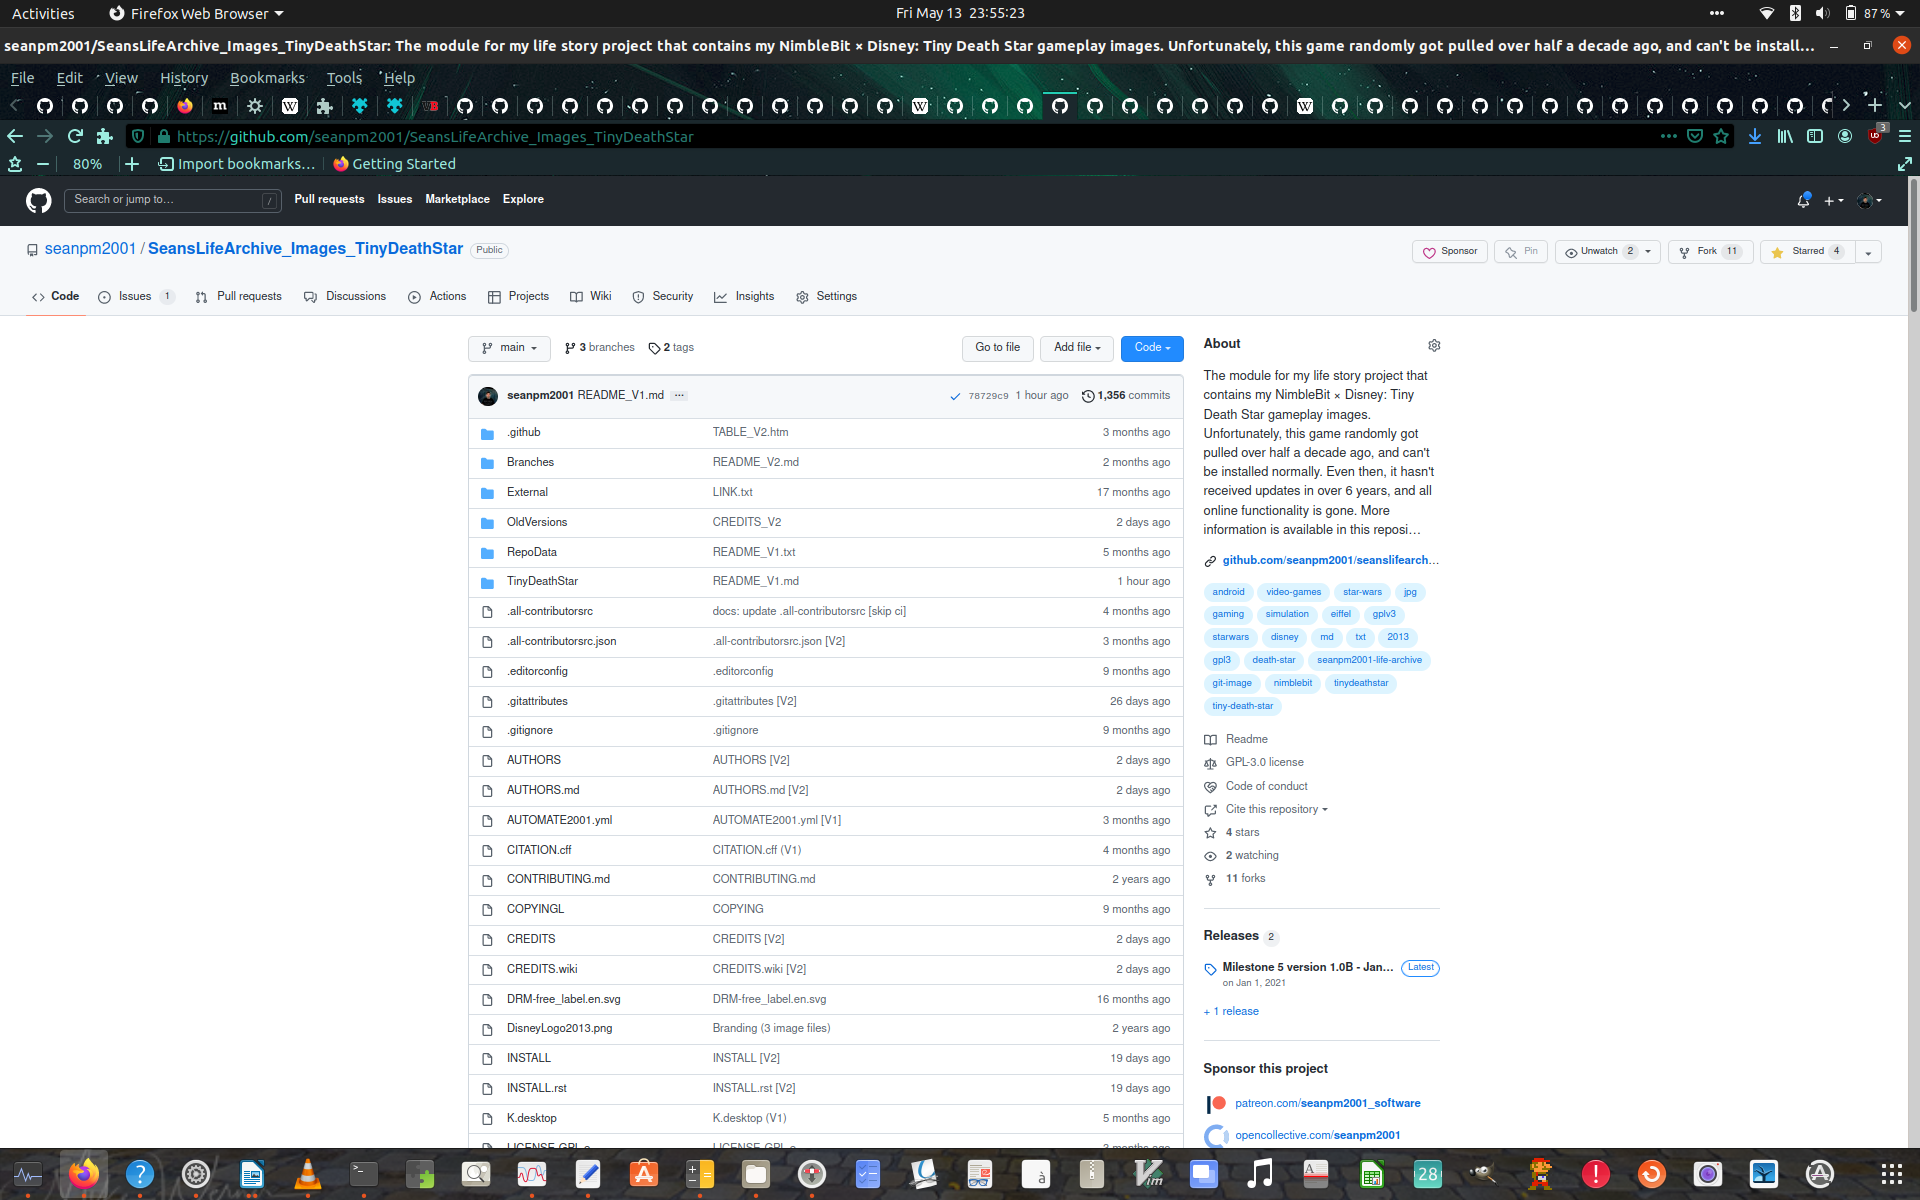 Activities Firefox Web Browser Fri May 13 23:55:23 87 %
seanpm2001/SeansLifeArchive_Images_TinyDeathStar: The module for my life story project that contains my NimbleBit × Disney: Tiny Death Star gameplay images. Unfortunately, this game randomly got pulled over half a decade ago, and can't be install…
File Edit View History Bookmarks Tools Help
https://github.com/seanpm2001/SeansLifeArchive_Images_TinyDeathStar 3
80% Import bookmarks… Getting Started
Search or jump to… / Pull requests Issues Marketplace Explore
seanpm2001 / SeansLifeArchive_Images_TinyDeathStar Public Sponsor Pin Unwatch 2 Fork 11 Starred 4
Code Issues 1 Pull requests Discussions Actions Projects Wiki Security Insights Settings
main 3 branches 2 tags Go to file Add file Code
seanpm2001 README_V1.md … 78729c9 1 hour ago 1,356 commits
.github TABLE_V2.htm 3 months ago
Branches README_V2.md 2 months ago
External LINK.txt 17 months ago
OldVersions CREDITS_V2 2 days ago
RepoData README_V1.txt 5 months ago
TinyDeathStar README_V1.md 1 hour ago
.all-contributorsrc docs: update .all-contributorsrc [skip ci] 4 months ago
.all-contributorsrc.json .all-contributorsrc.json [V2] 3 months ago
.editorconfig .editorconfig 9 months ago
.gitattributes .gitattributes [V2] 26 days ago
.gitignore .gitignore 9 months ago
AUTHORS AUTHORS [V2] 2 days ago
AUTHORS.md AUTHORS.md [V2] 2 days ago
AUTOMATE2001.yml AUTOMATE2001.yml [V1] 3 months ago
CITATION.cff CITATION.cff (V1) 4 months ago
CONTRIBUTING.md CONTRIBUTING.md 2 years ago
COPYINGL COPYING 9 months ago
CREDITS CREDITS [V2] 2 days ago
CREDITS.wiki CREDITS.wiki [V2] 2 days ago
DRM-free_label.en.svg DRM-free_label.en.svg 16 months ago
DisneyLogo2013.png Branding (3 image files) 2 years ago
INSTALL INSTALL [V2] 19 days ago
INSTALL.rst INSTALL.rst [V2] 19 days ago
K.desktop K.desktop (V1) 5 months ago
About
The module for my life story project that
contains my NimbleBit × Disney: Tiny
Death Star gameplay images.
Unfortunately, this game randomly got
pulled over half a decade ago, and can't
be installed normally. Even then, it hasn't
received updates in over 6 years, and all
online functionality is gone. More
information is available in this reposi…
github.com/seanpm2001/seanslifearch…
android video-games star-wars jpg
gaming simulation eiffel gplv3
starwars disney md txt 2013
gpl3 death-star seanpm2001-life-archive
git-image nimblebit tinydeathstar
tiny-death-star
Readme
GPL-3.0 license
Code of conduct
Cite this repository
4 stars
2 watching
11 forks
Releases 2
Milestone 5 version 1.0B - Jan… Latest
on Jan 1, 2021
+ 1 release
Sponsor this project
patreon.com/seanpm2001_software
opencollective.com/seanpm2001
28